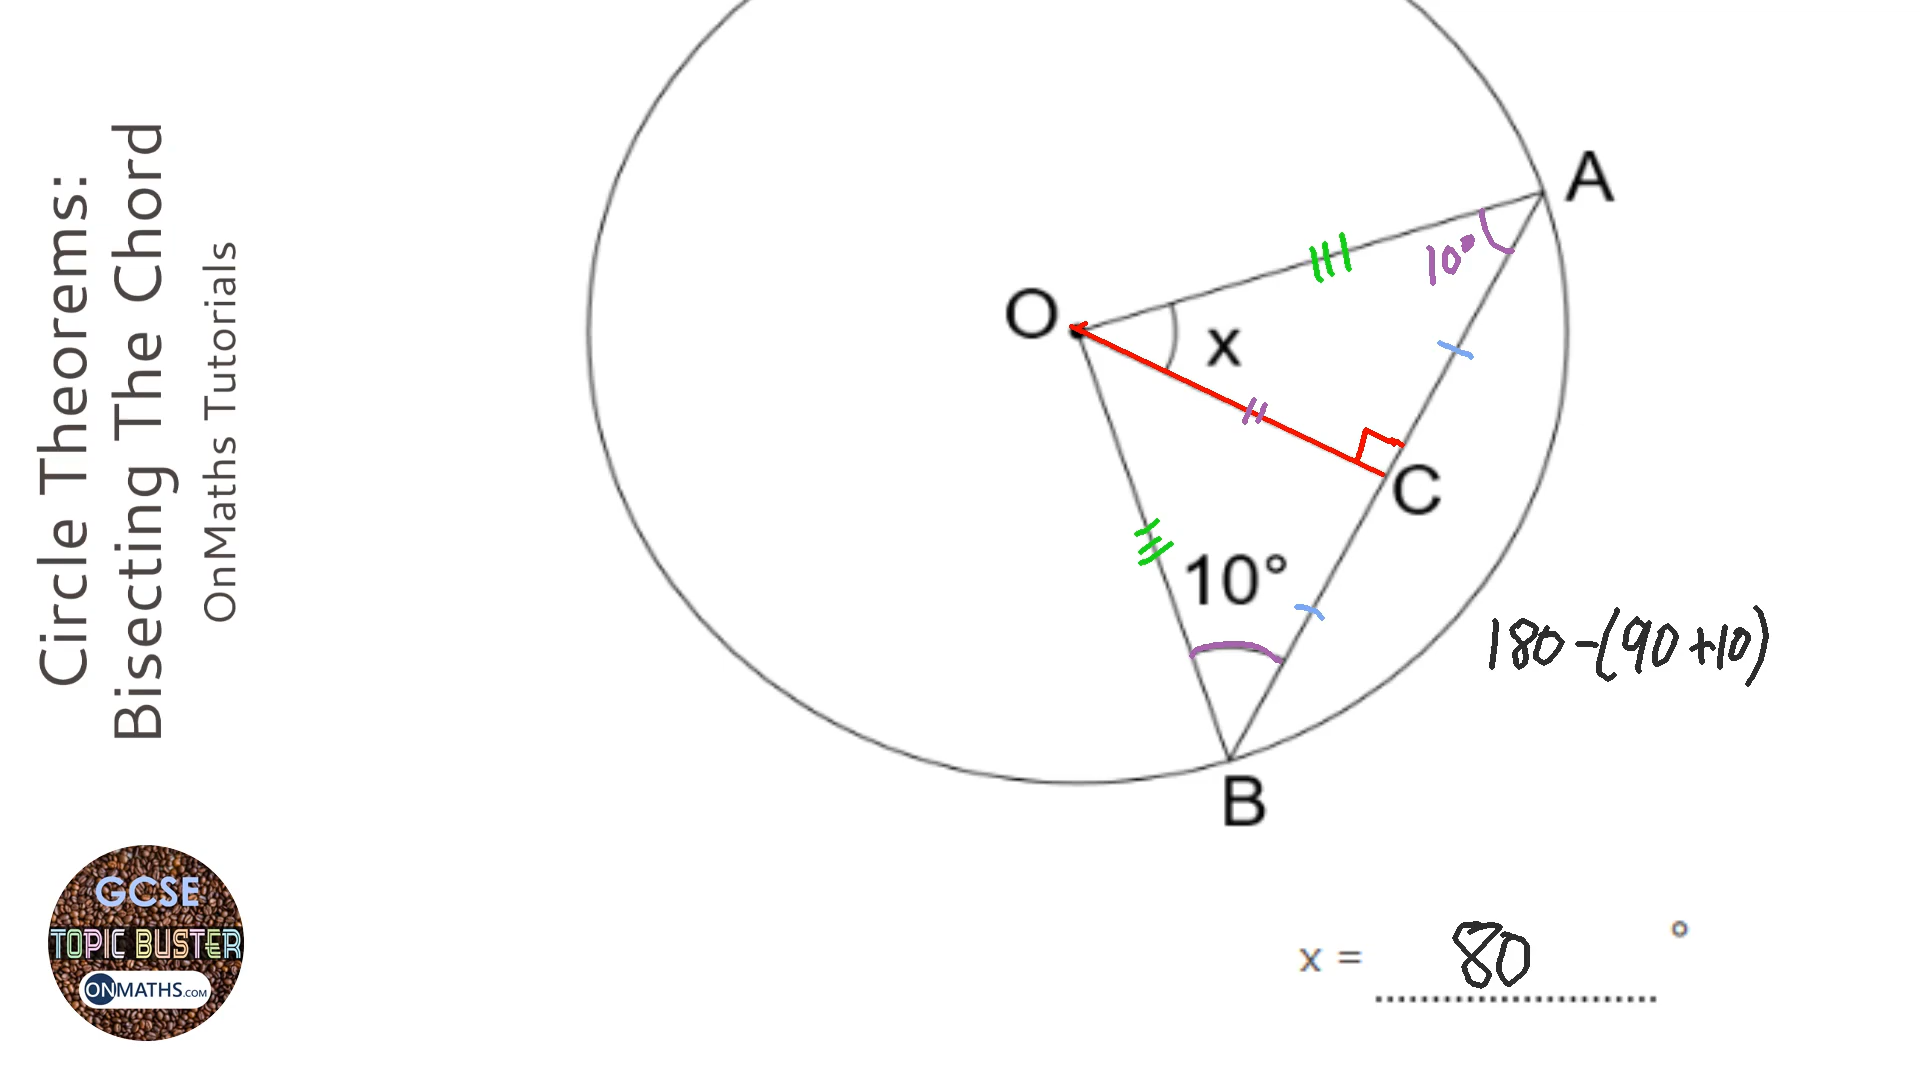 Circle Theorems:
Bisecting The Chord
OnMaths Tutorials
A
10°
O
x
C
10°
180-(90+10)
B
GCSE
TOPIC BUSTER
ONMATHS.COM
x = 80 °